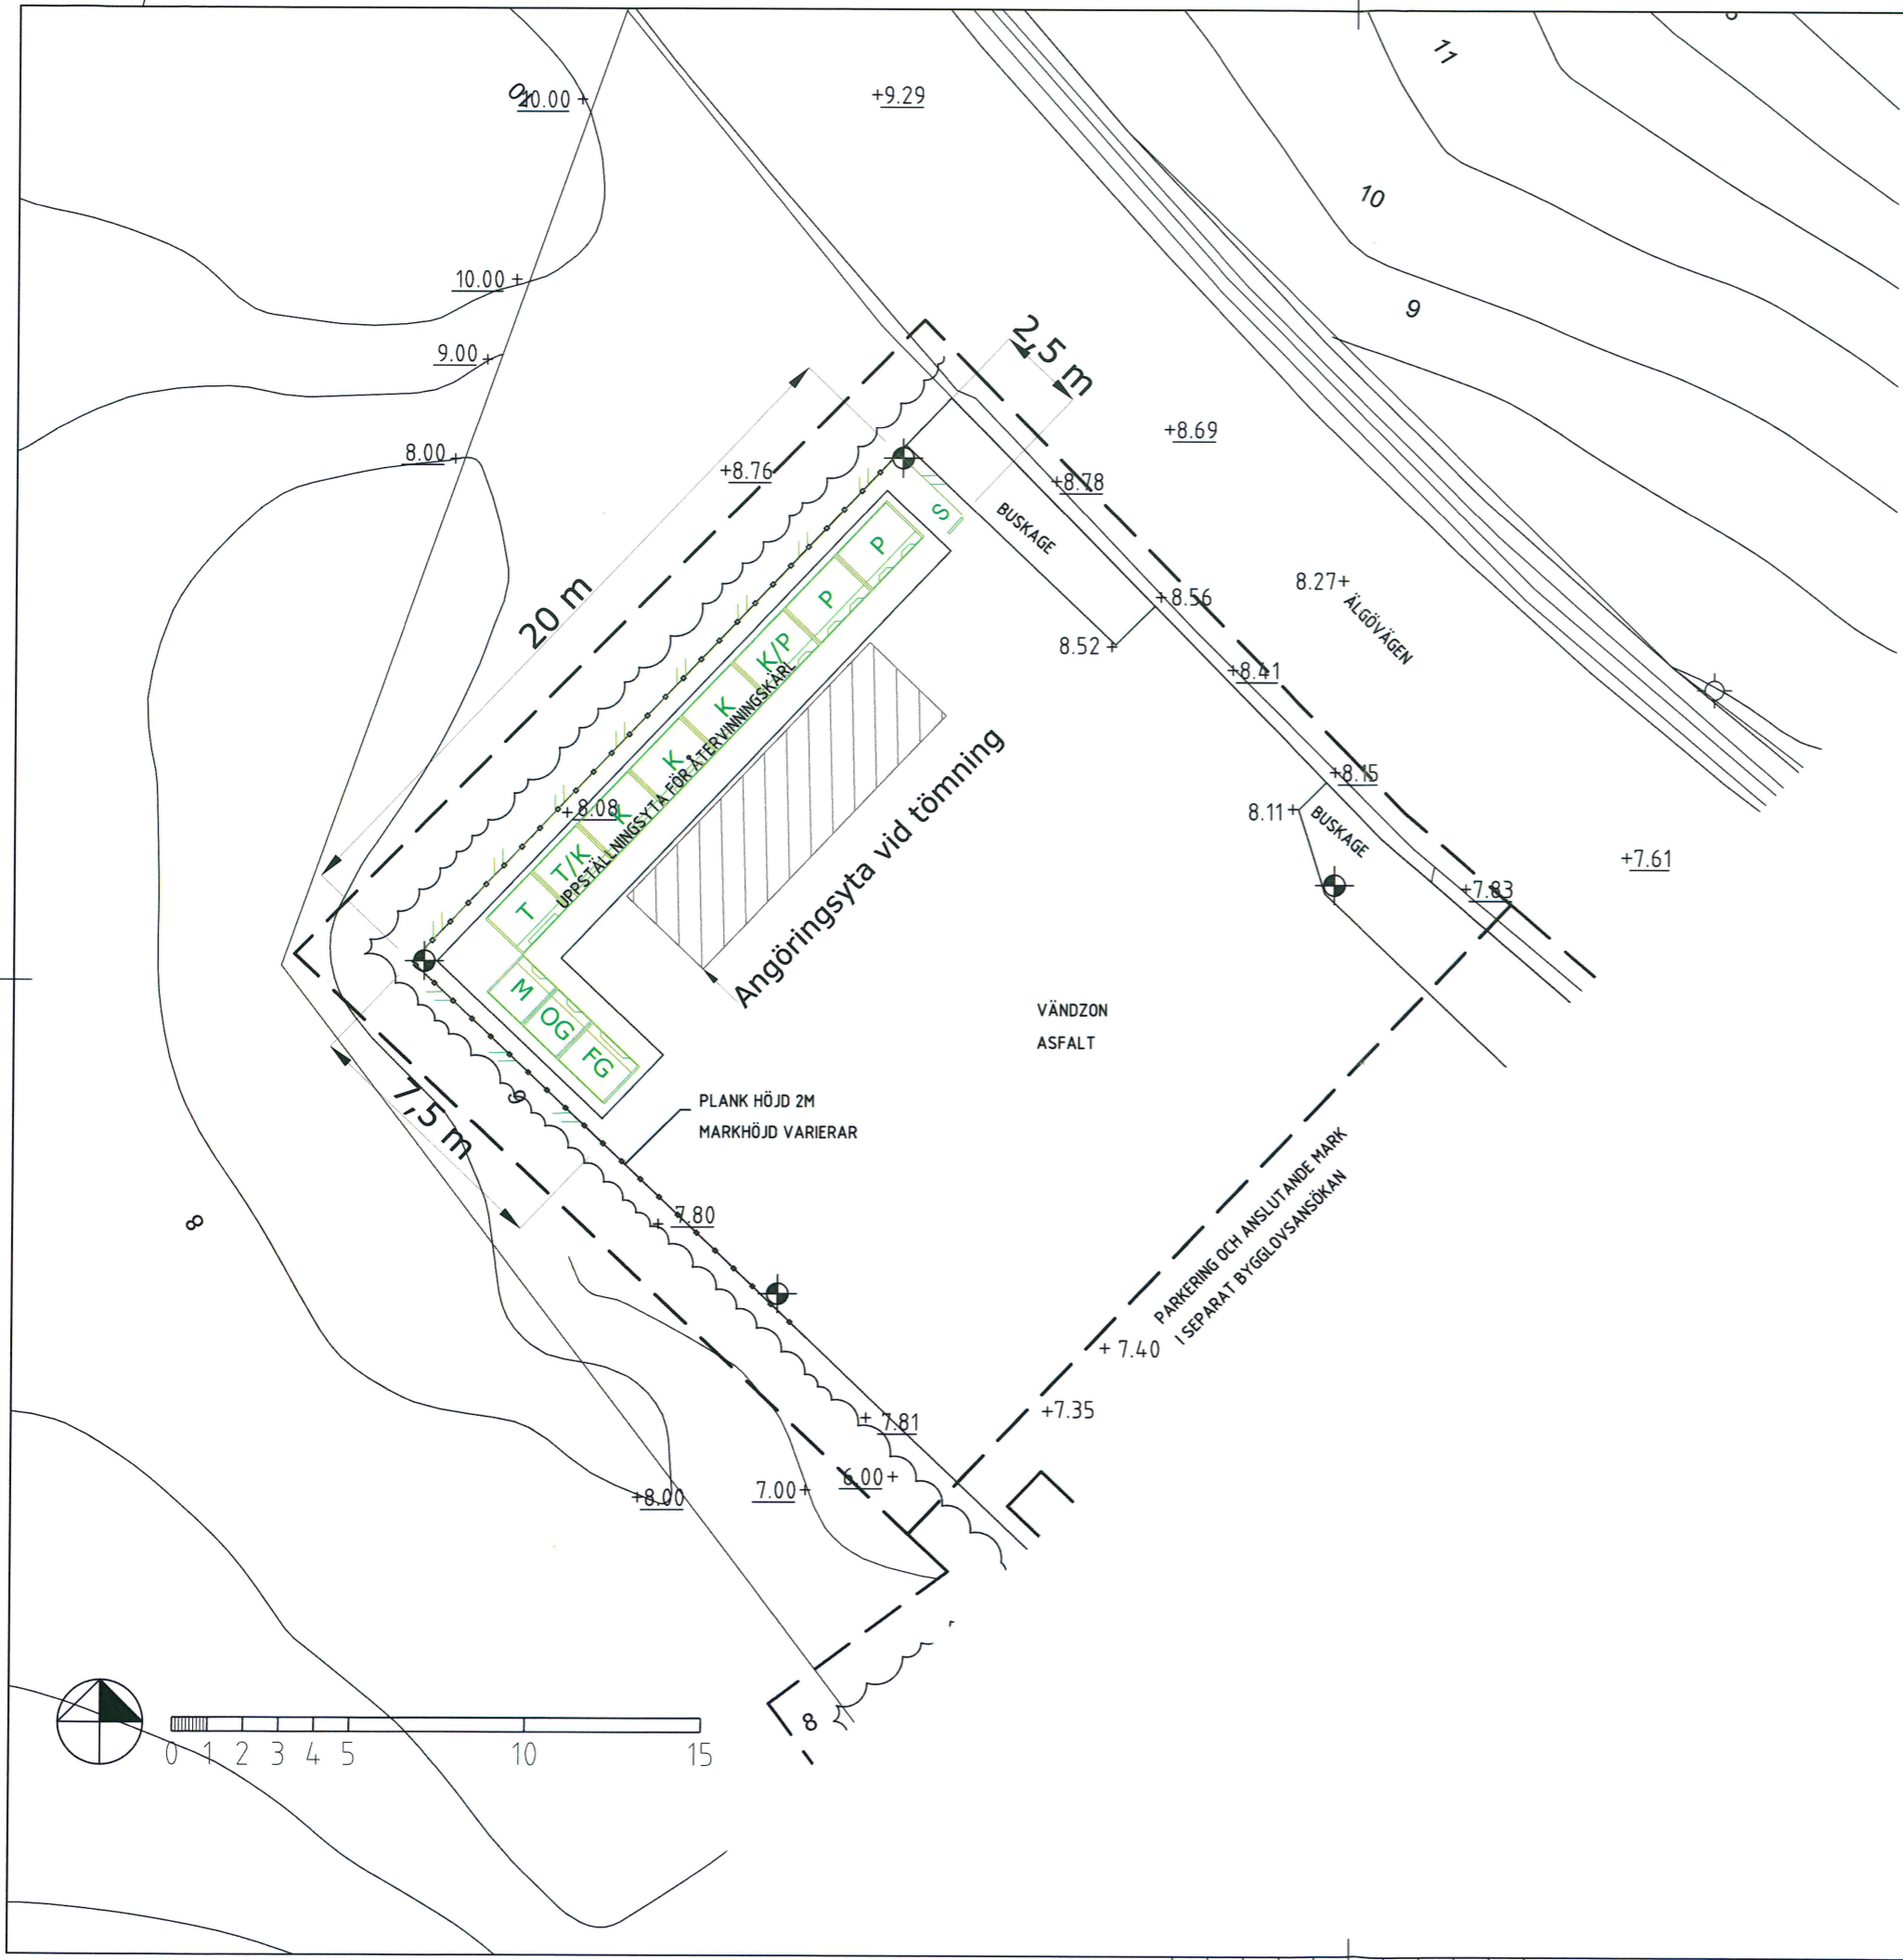 11
+9.29
10.00 +
10
10.00 +
9
9.00 +
2,5 m
+8.69
8.00 +
+8.76
+8.78
S
BUSKAGE
P
P
K/P
K
K
K
T/K
T
20 m
8.27+
ÄLGÖVÄGEN
+8.56
8.52 +
+8.41
UPPSTÄLLNINGSYTA FÖR ÅTERVINNINGSKÄRL
+8.08
+8.15
8.11+
BUSKAGE
+7.61
+7.83
Angöringsyta vid tömning
M
OG
FG
VÄNDZON
ASFALT
7,5 m
9
PLANK HÖJD 2M
MARKHÖJD VARIERAR
8
+ 7.80
PARKERING OCH ANSLUTANDE MARK
I SEPARAT BYGGLOVSANSÖKAN
+ 7.40
+7.35
+ 7.81
6.00+
7.00+
+8.00
8
0 1 2 3 4 5 10 15